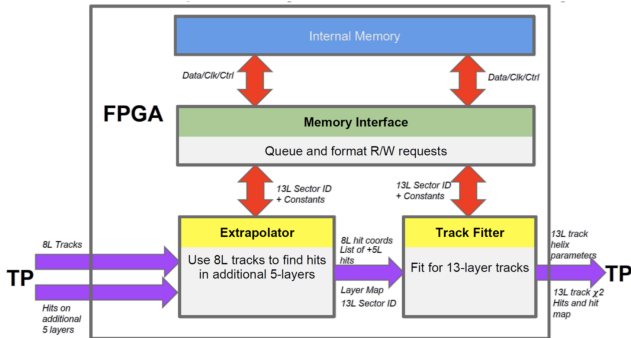 Internal Memory
Data/Clk/Ctrl
Data/Clk/Ctrl
FPGA
Memory Interface
Queue and format R/W requests
13L Sector ID
+ Constants
13L Sector ID
+ Constants
8L Tracks
TP
Hits on
additional
5 layers
Extrapolator
Use 8L tracks to find hits
in additional 5-layers
8L hit coords
List of +5L
hits
Layer Map
13L Sector ID
Track Fitter
Fit for 13-layer tracks
13L track
helix
parameters
TP
13L track χ2
Hits and hit
map